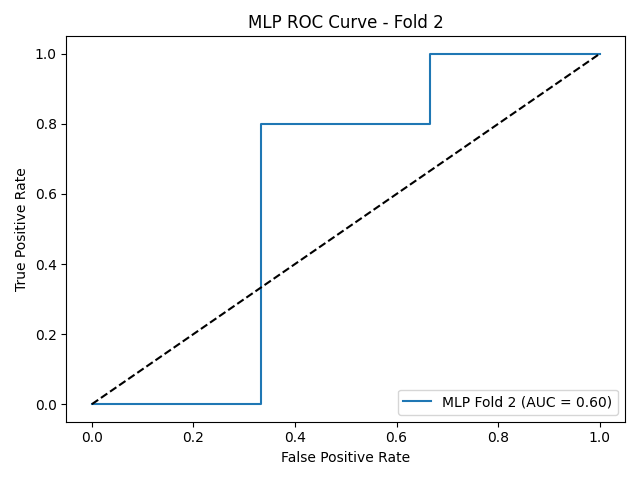 MLP ROC Curve - Fold 2
True Positive Rate
1.0
0.8
0.6
0.4
0.2
0.0
MLP Fold 2 (AUC = 0.60)
0.0 0.2 0.4 0.6 0.8 1.0
False Positive Rate